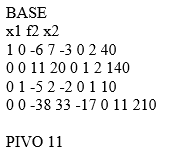 BASE
x1 f2 x2
1 0 -6 7 -3 0 2 40
0 0 11 20 0 1 2 140
0 1 -5 2 -2 0 1 10
0 0 -38 33 -17 0 11 210
PIVO 11